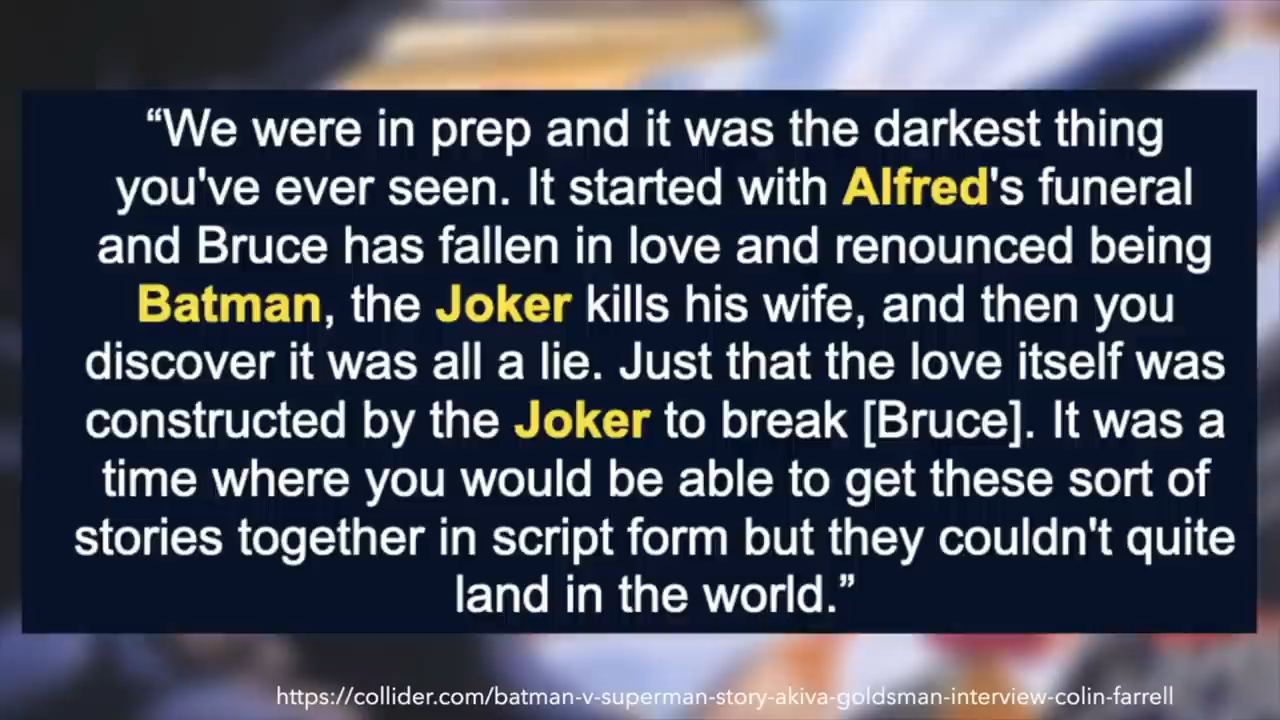 “We were in prep and it was the darkest thing
you've ever seen. It started with Alfred's funeral
and Bruce has fallen in love and renounced being
Batman, the Joker kills his wife, and then you
discover it was all a lie. Just that the love itself was
constructed by the Joker to break [Bruce]. It was a
time where you would be able to get these sort of
stories together in script form but they couldn't quite
land in the world.”
https://collider.com/batman-v-superman-story-akiva-goldsman-interview-colin-farrell